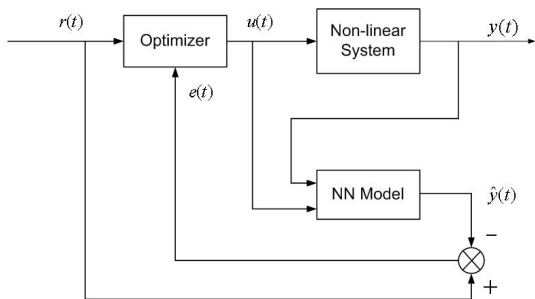 r(t)
Optimizer
u(t)
Non-linear
System
y(t)
e(t)
NN Model
ŷ(t)
−
+